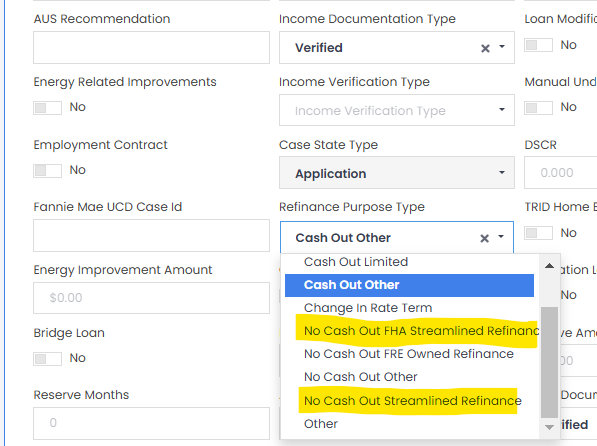 AUS Recommendation
Income Documentation Type
Loan Modific
Verified
No
Energy Related Improvements
Income Verification Type
Manual Und
No
Income Verification Type
No
Employment Contract
Case State Type
DSCR
No
Application
0.000
Fannie Mae UCD Case Id
Refinance Purpose Type
TRID Home E
Cash Out Other
No
Cash Out Limited
Energy Improvement Amount
ation L
Cash Out Other
$0.00
No
Change In Rate Term
Bridge Loan
No Cash Out FHA Streamlined Refinanc
ve Amo
No
No Cash Out FRE Owned Refinance
00
No Cash Out Other
Reserve Months
Docum
No Cash Out Streamlined Refinance
0
Other
ified